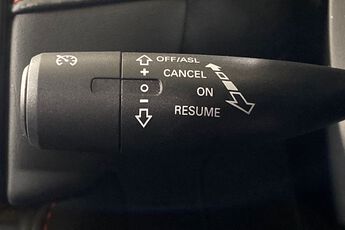 OFF/ASL
+ CANCEL
O ON
- RESUME